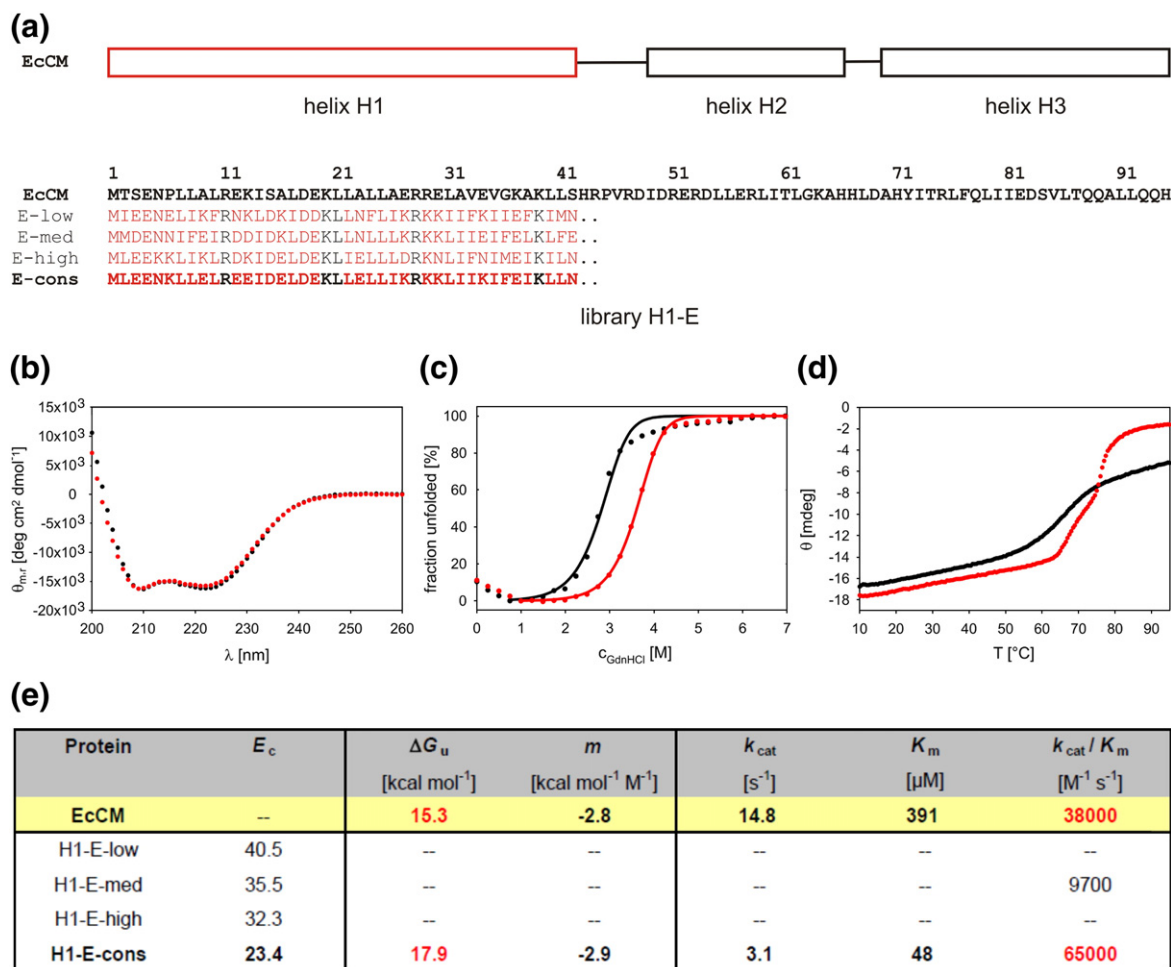 (a)
EcCM
helix H1 helix H2 helix H3
1 11 21 31 41 51 61 71 81 91
EcCM MTSENPLLALREKISALDEKLLALLAERRELAVEVGKAKLLSHRPVRDIDRERDLLERLITLGKAHHLDAHYITRLFQLIIEDSVLTQQALLQQH
E-low MIEENELIKFRNKLDKIDDKLLNFLIKRKKIIFKIIEFKIMN..
E-med MMDENNIFEIRDDIDKLDEKLLNLLLKRKKLIIEIFELKLFE..
E-high MLEEKKLIKLRDKIDELDEKLIELLLDRKNLIFNIMEIKILN..
E-cons MLEENKLLELREEIDELDEKLLELLIKRKKLIIKIFEIKLLN..
library H1-E
(b) (c) (d)
15x10³
10x10³
5x10³
0
-5x10³
-10x10³
-15x10³
-20x10³
θm,r [deg cm² dmol⁻¹]
200 210 220 230 240 250 260
λ [nm]
100
80
60
40
20
0
fraction unfolded [%]
0 1 2 3 4 5 6 7
cGdnHCl [M]
0
-2
-4
-6
-8
-10
-12
-14
-16
-18
θ [mdeg]
10 20 30 40 50 60 70 80 90
T [°C]
(e)
Protein Ec ΔGu m kcat Km kcat / Km
[kcal mol⁻¹] [kcal mol⁻¹ M⁻¹] [s⁻¹] [µM] [M⁻¹ s⁻¹]
EcCM -- 15.3 -2.8 14.8 391 38000
H1-E-low 40.5 -- -- -- -- --
H1-E-med 35.5 -- -- -- -- 9700
H1-E-high 32.3 -- -- -- -- --
H1-E-cons 23.4 17.9 -2.9 3.1 48 65000